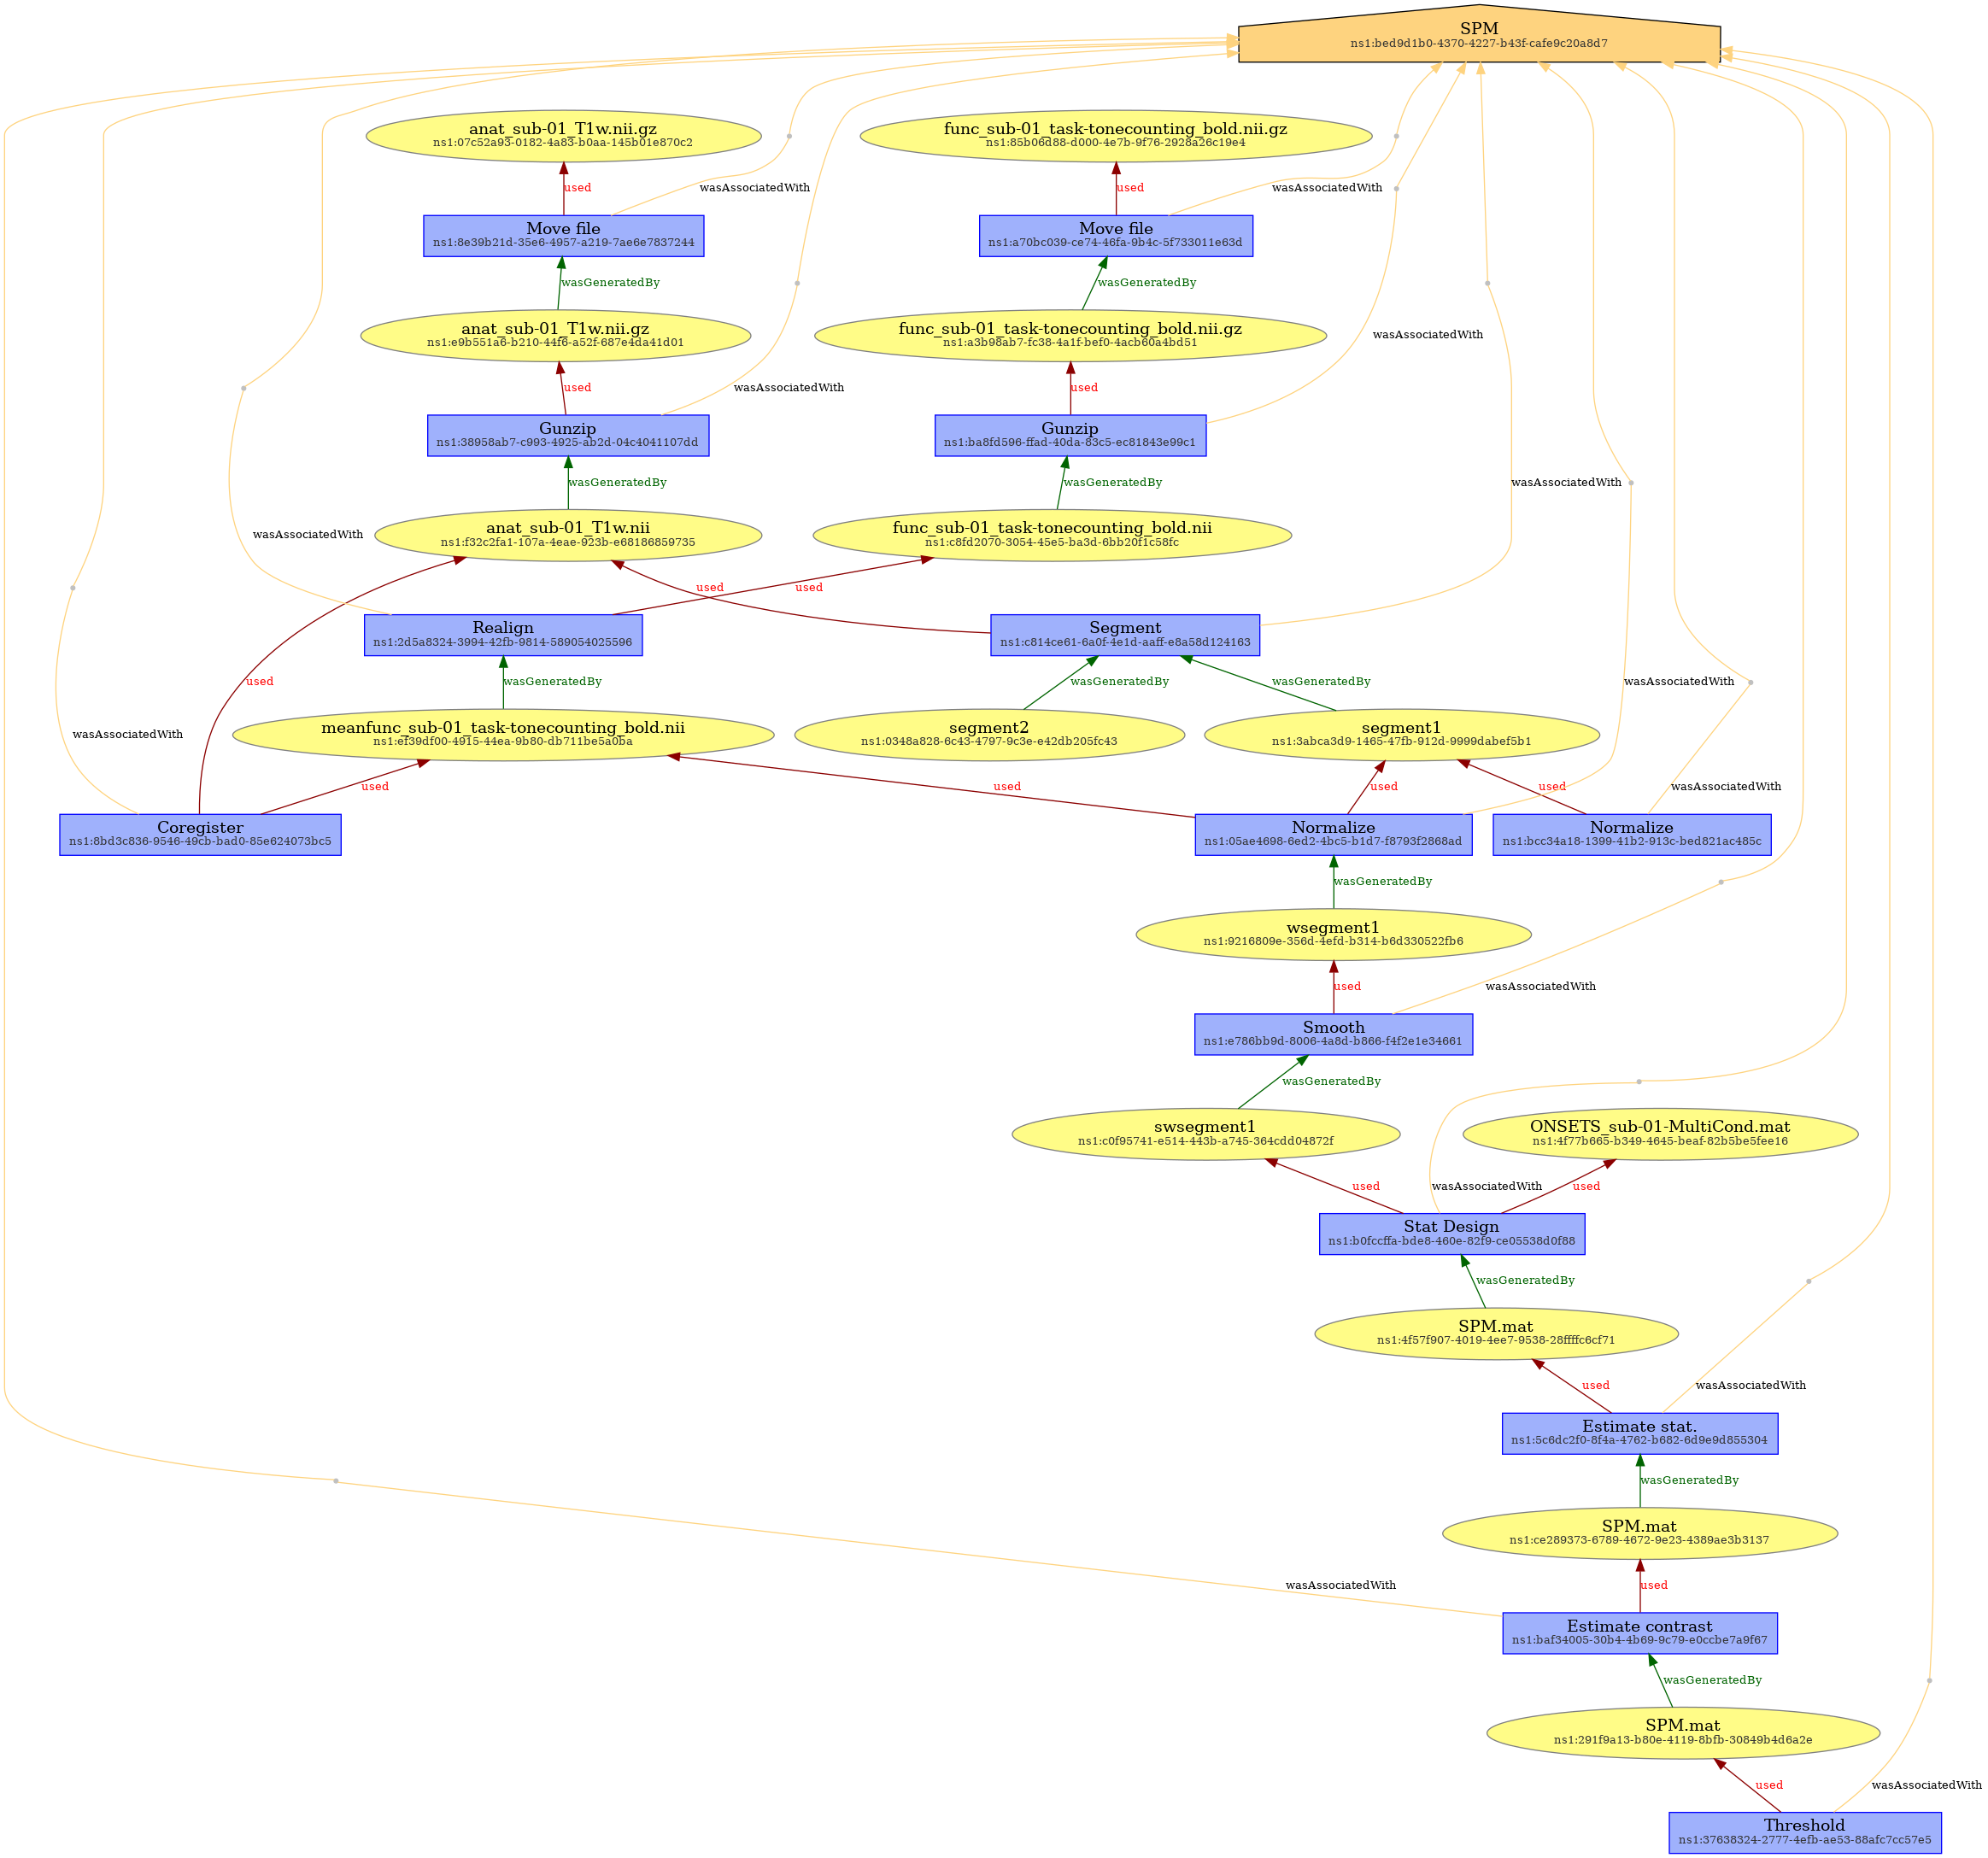 SPM
ns1:bed9d1b0-4370-4227-b43f-cafe9c20a8d7
anat_sub-01_T1w.nii.gz
ns1:07c52a93-0182-4a83-b0aa-145b01e870c2
func_sub-01_task-tonecounting_bold.nii.gz
ns1:85b06d88-d000-4e7b-9f76-2928a26c19e4
used
wasAssociatedWith
used
wasAssociatedWith
Move file
ns1:8e39b21d-35e6-4957-a219-7ae6e7837244
Move file
ns1:a70bc039-ce74-46fa-9b4c-5f733011e63d
wasGeneratedBy
wasGeneratedBy
anat_sub-01_T1w.nii.gz
ns1:e9b551a6-b210-44f6-a52f-687e4da41d01
func_sub-01_task-tonecounting_bold.nii.gz
ns1:a3b98ab7-fc38-4a1f-bef0-4acb60a4bd51
wasAssociatedWith
used
wasAssociatedWith
used
Gunzip
ns1:38958ab7-c993-4925-ab2d-04c4041107dd
Gunzip
ns1:ba8fd596-ffad-40da-83c5-ec81843e99c1
wasGeneratedBy
wasGeneratedBy
wasAssociatedWith
wasAssociatedWith
anat_sub-01_T1w.nii
ns1:f32c2fa1-107a-4eae-923b-e68186859735
func_sub-01_task-tonecounting_bold.nii
ns1:c8fd2070-3054-45e5-ba3d-6bb20f1c58fc
used
used
Realign
ns1:2d5a8324-3994-42fb-9814-589054025596
Segment
ns1:c814ce61-6a0f-4e1d-aaff-e8a58d124163
used
wasGeneratedBy
wasGeneratedBy
wasGeneratedBy
wasAssociatedWith
wasAssociatedWith
meanfunc_sub-01_task-tonecounting_bold.nii
ns1:ef39df00-4915-44ea-9b80-db711be5a0ba
segment2
ns1:0348a828-6c43-4797-9c3e-e42db205fc43
segment1
ns1:3abca3d9-1465-47fb-912d-9999dabef5b1
used
used
used
used
wasAssociatedWith
Coregister
ns1:8bd3c836-9546-49cb-bad0-85e624073bc5
Normalize
ns1:05ae4698-6ed2-4bc5-b1d7-f8793f2868ad
Normalize
ns1:bcc34a18-1399-41b2-913c-bed821ac485c
wasGeneratedBy
wsegment1
ns1:9216809e-356d-4efd-b314-b6d330522fb6
used
wasAssociatedWith
Smooth
ns1:e786bb9d-8006-4a8d-b866-f4f2e1e34661
wasGeneratedBy
swsegment1
ns1:c0f95741-e514-443b-a745-364cdd04872f
ONSETS_sub-01-MultiCond.mat
ns1:4f77b665-b349-4645-beaf-82b5be5fee16
used
wasAssociatedWith
used
Stat Design
ns1:b0fccffa-bde8-460e-82f9-ce05538d0f88
wasGeneratedBy
SPM.mat
ns1:4f57f907-4019-4ee7-9538-28ffffc6cf71
used
wasAssociatedWith
Estimate stat.
ns1:5c6dc2f0-8f4a-4762-b682-6d9e9d855304
wasGeneratedBy
SPM.mat
ns1:ce289373-6789-4672-9e23-4389ae3b3137
wasAssociatedWith
used
Estimate contrast
ns1:baf34005-30b4-4b69-9c79-e0ccbe7a9f67
wasGeneratedBy
SPM.mat
ns1:291f9a13-b80e-4119-8bfb-30849b4d6a2e
used
wasAssociatedWith
Threshold
ns1:37638324-2777-4efb-ae53-88afc7cc57e5